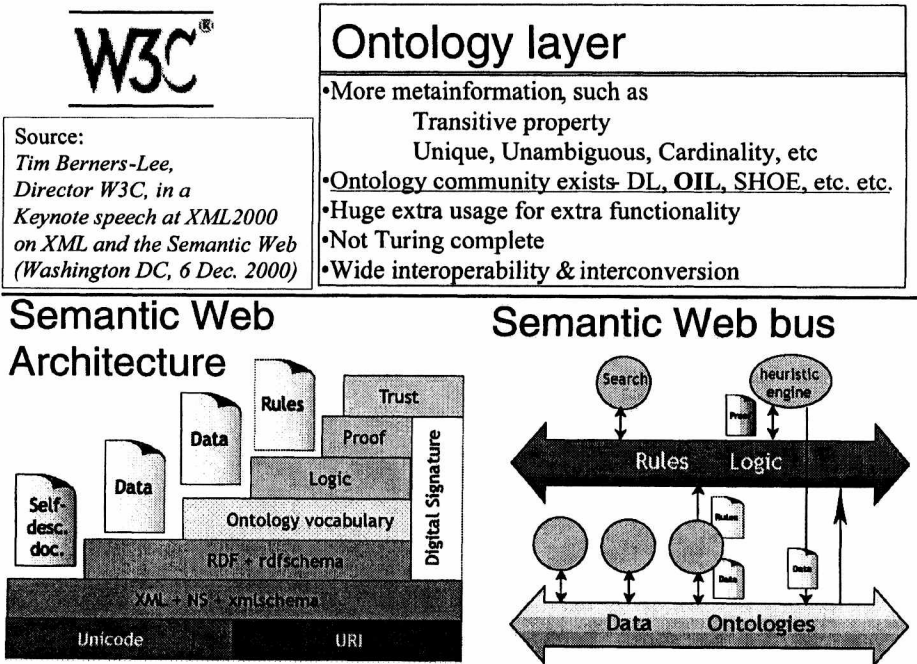 W3C®
Source:
Tim Berners-Lee,
Director W3C, in a
Keynote speech at XML2000
on XML and the Semantic Web
(Washington DC, 6 Dec. 2000)
Ontology layer
•More metainformation, such as
Transitive property
Unique, Unambiguous, Cardinality, etc
•Ontology community exists- DL, OIL, SHOE, etc. etc.
•Huge extra usage for extra functionality
•Not Turing complete
•Wide interoperability & interconversion
Semantic Web
Architecture
Trust
Rules
Proof
Data
Logic
Data
Ontology vocabulary
Self-
desc.
doc.
RDF + rdfschema
XML + NS + xmlschema
Unicode
URI
Digital Signature
Semantic Web bus
Search
heuristic
engine
Proof
Rules Logic
Rules
Data
Data
Data Ontologies